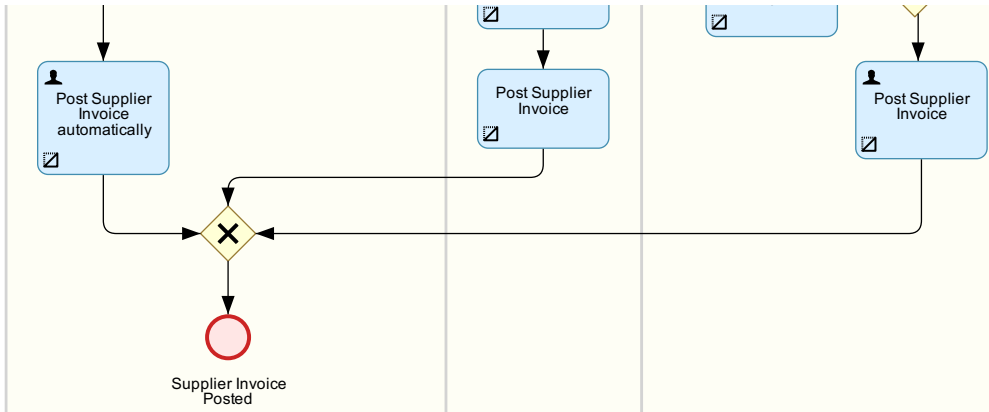 Post Supplier
Invoice
automatically
Post Supplier
Invoice
Post Supplier
Invoice
Supplier Invoice
Posted